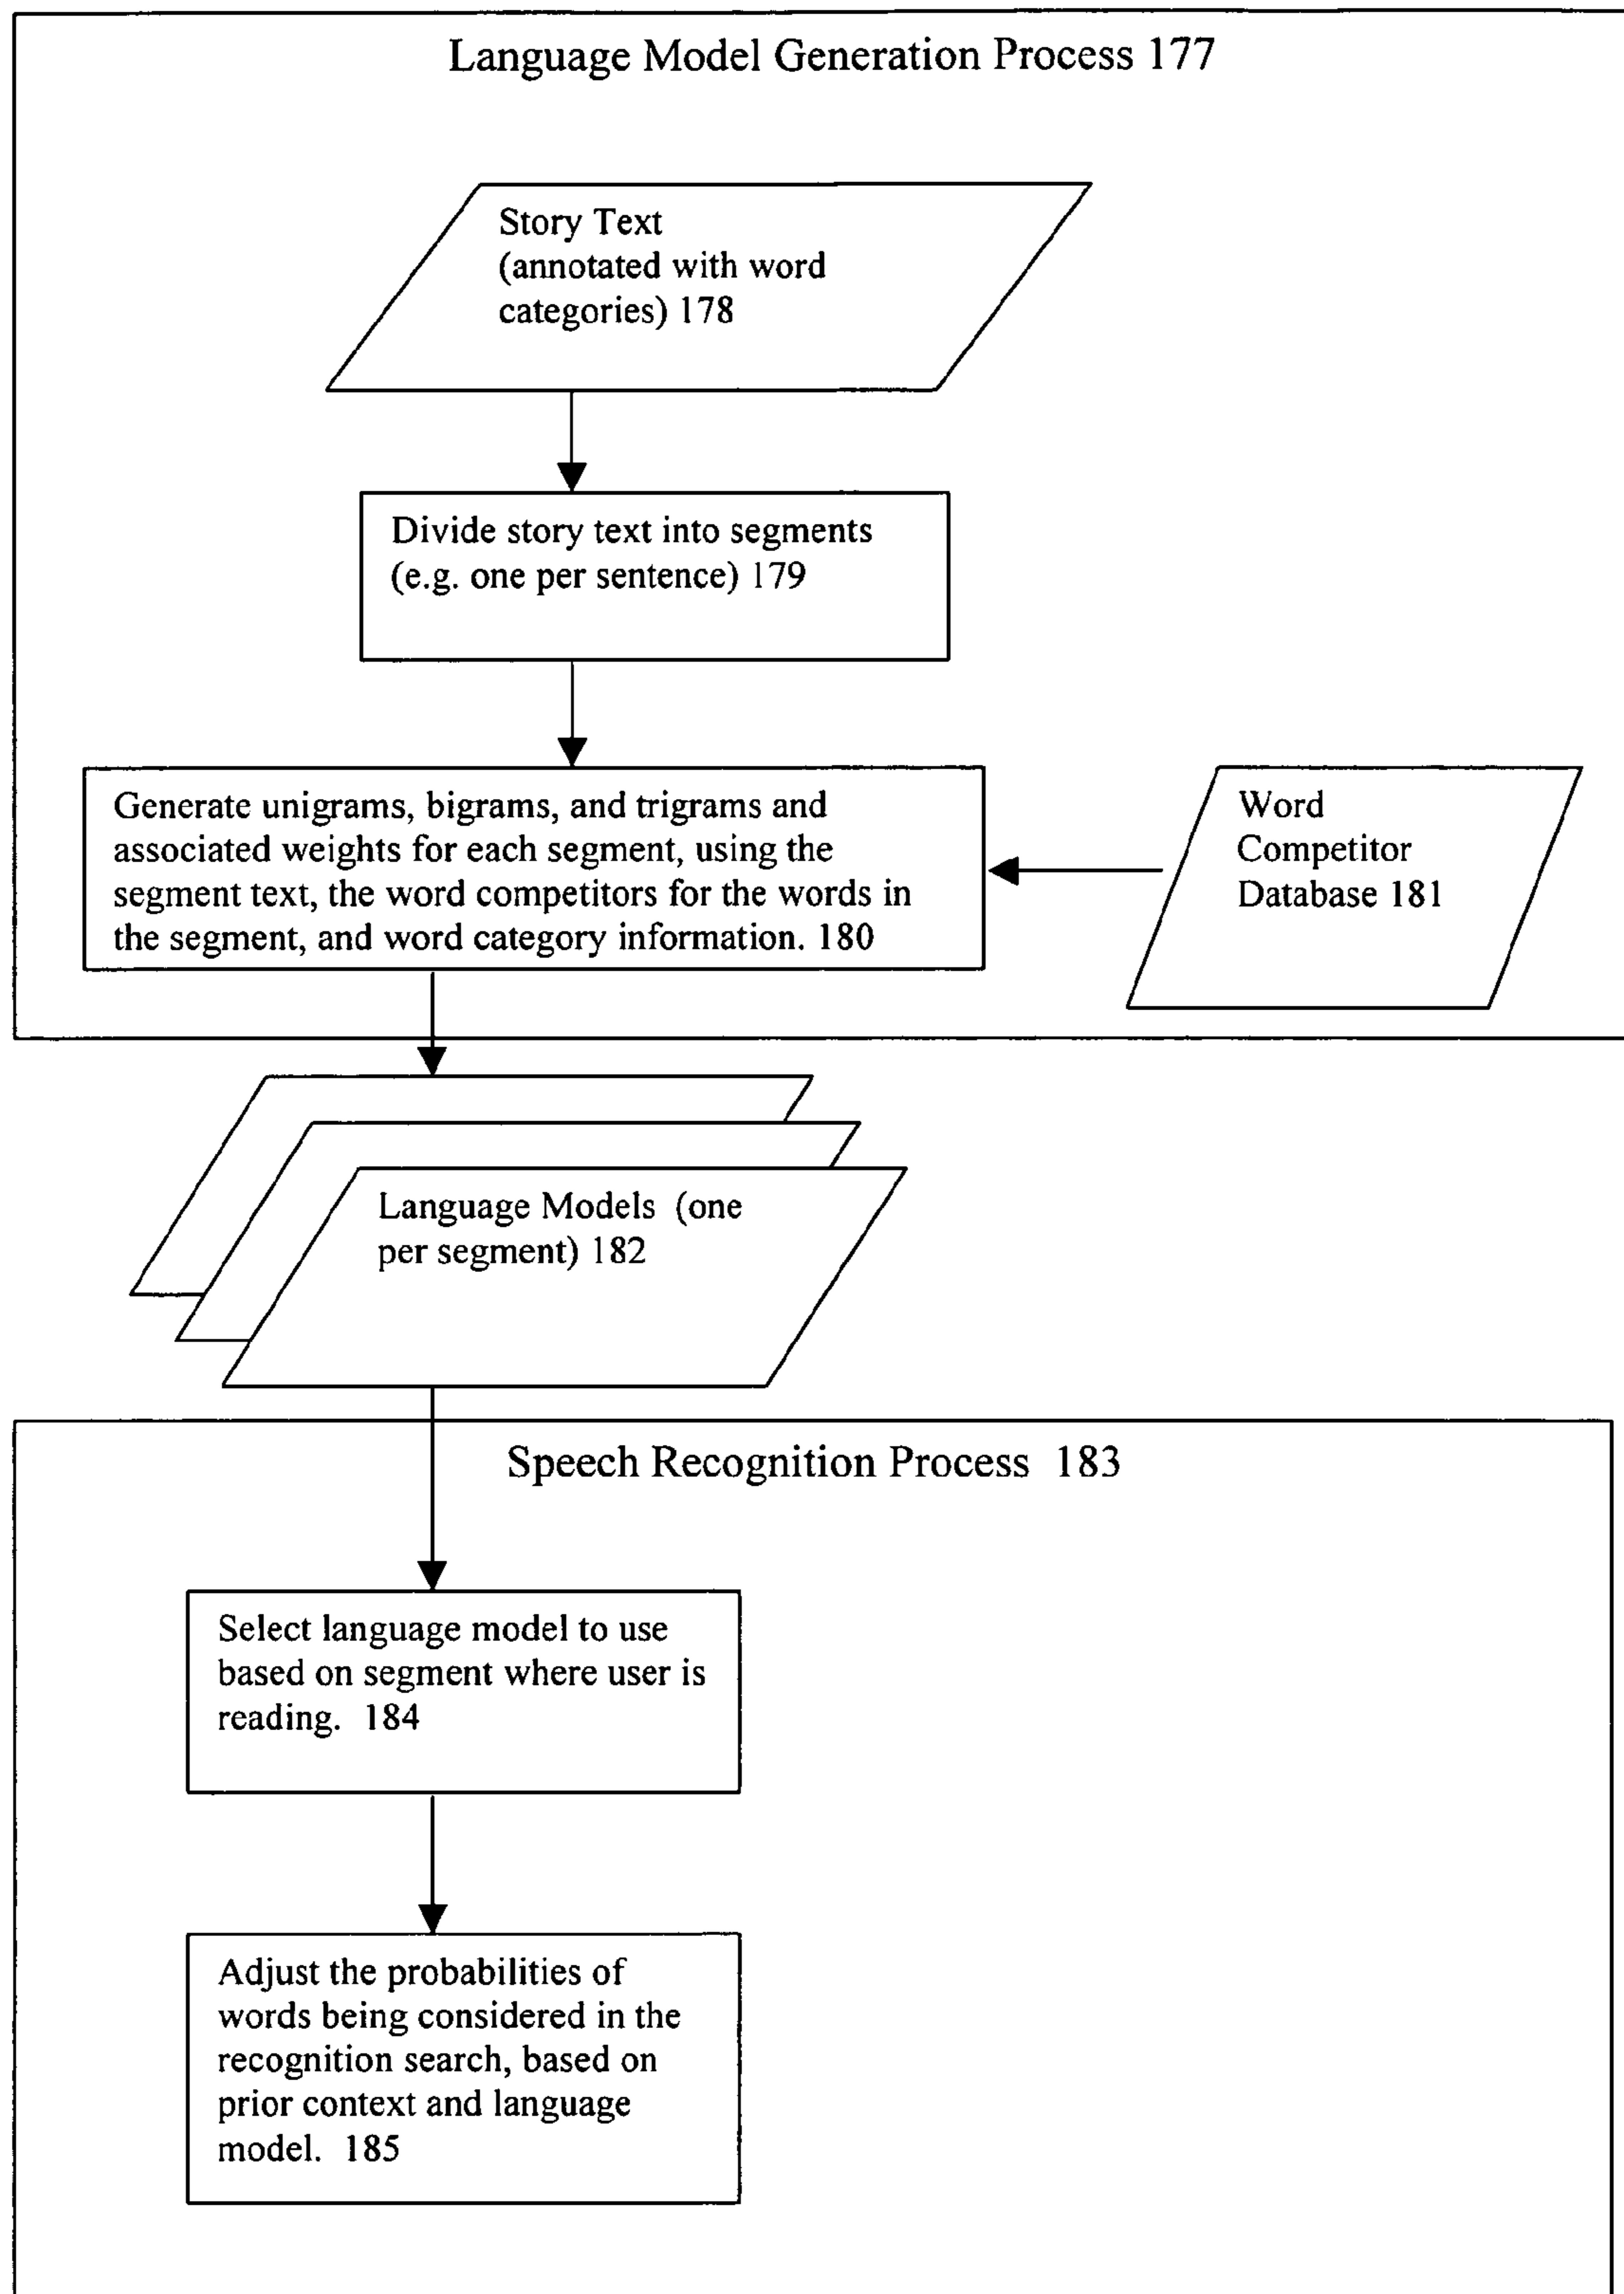 Language Model Generation Process 177
Story Text
(annotated with word
categories) 178
Divide story text into segments
(e.g. one per sentence) 179
Generate unigrams, bigrams, and trigrams and
associated weights for each segment, using the
segment text, the word competitors for the words in
the segment, and word category information. 180
Word
Competitor
Database 181
Language Models (one
per segment) 182
Speech Recognition Process 183
Select language model to use
based on segment where user is
reading. 184
Adjust the probabilities of
words being considered in the
recognition search, based on
prior context and language
model. 185